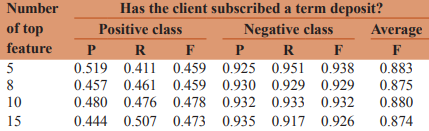 Number Has the client subscribed a term deposit?
of top Positive class Negative class Average
feature P R F P R F F
5 0.519 0.411 0.459 0.925 0.951 0.938 0.883
8 0.457 0.461 0.459 0.930 0.929 0.929 0.875
10 0.480 0.476 0.478 0.932 0.933 0.932 0.880
15 0.444 0.507 0.473 0.935 0.917 0.926 0.874